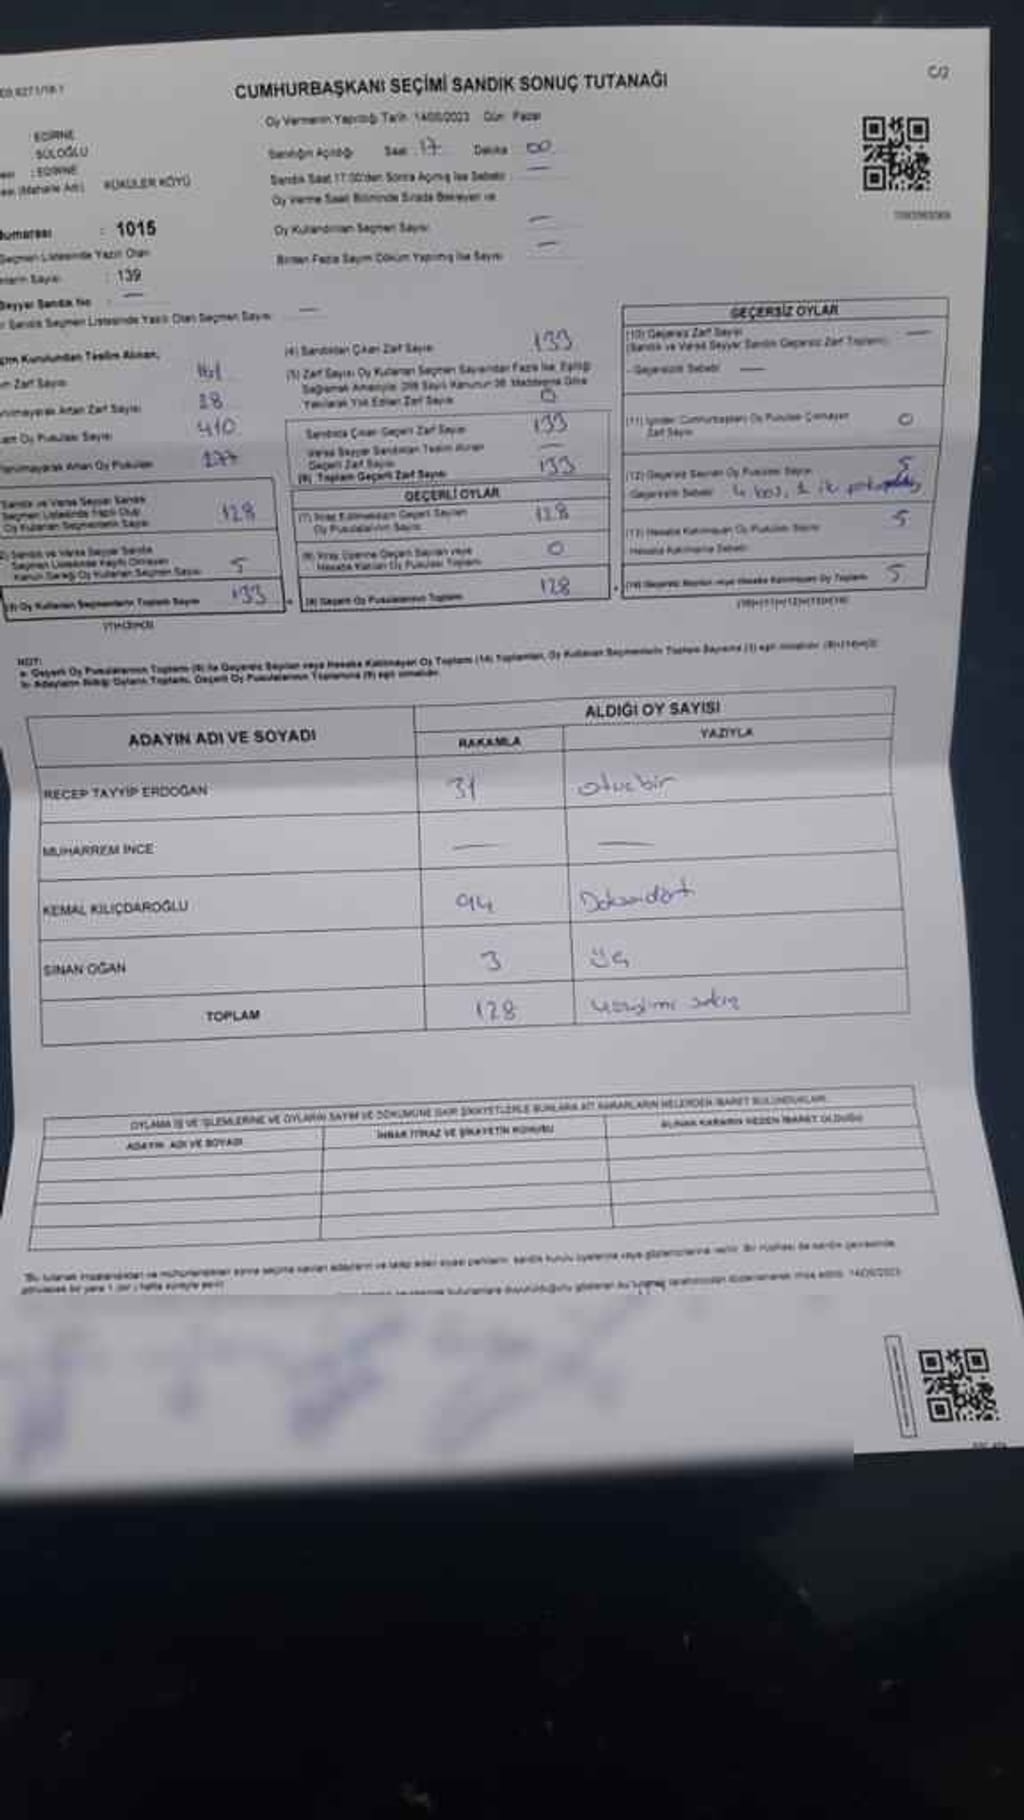 C/2
CUMHURBAŞKANI SEÇİMİ SANDIK SONUÇ TUTANAĞI
Oy Vermenin Yapıldığı Tarih 14/05/2023 Gün Pazar
EDİRNE
SÜLOĞLU
: EDİRNE
Sandığın Açıldığı Saat : 17 Dakika 00
Sandık Saat 17:00'den Sonra Açılmış İse Sebebi
Oy Verme Saati Bitiminde Sırada Bekleyen ve
Oy Kullandırılan Seçmen Sayısı —
Birden Fazla Sayım Döküm Yapılmış İse Sayısı —
: 1015
Seçmen Listesinde Yazılı Olan
: 139
Seyyar Sandık No —
Sandık Seçmen Listesinde Yazılı Olan Seçmen Sayısı —
Kurulundan Teslim Alınan,
Zarf Sayısı 161
Artan Zarf Sayısı 28
Oy Pusulası Sayısı 410
Artan Oy Pusulası 277
Sandık ve Varsa Seyyar Sandık
Seçmen Listesinde Yazılı Olup
Oy Kullanan Seçmenlerin Sayısı 128
Sandık ve Varsa Seyyar Sandık
Seçmen Listesinde Kayıtlı Olmayan
Kanun Gereği Oy Kullanan Seçmen Sayısı 5
(3) Oy Kullanan Seçmenlerin Toplam Sayısı 133
(4) Sandıktan Çıkan Zarf Sayısı 133
(5) Zarf Sayısı Oy Kullanan Seçmen Sayısından Fazla İse, Eşitliği
Sağlamak Amacıyla 298 Sayılı Kanunun 98. Maddesine Göre
Yakılarak Yok Edilen Zarf Sayısı 0
Sandıkta Çıkan Geçerli Zarf Sayısı 133
Varsa Seyyar Sandıktan Teslim Alınan
Geçerli Zarf Sayısı —
(6) Toplam Geçerli Zarf Sayısı 133
GEÇERLİ OYLAR
(7) İtiraz Edilmeksizin Geçerli Sayılan
Oy Pusulalarının Sayısı 128
(8) İtiraz Üzerine Geçerli Sayılan veya
Hesaba Katılan Oy Pusulası Toplamı 0
(9) Geçerli Oy Pusulalarının Toplamı 128
GEÇERSİZ OYLAR
(10) Geçersiz Zarf Sayısı —
(Sandık ve Varsa Seyyar Sandık Geçersiz Zarf Toplamı)
Geçersizlik Sebebi —
(11) İçinden Cumhurbaşkanı Oy Pusulası Çıkmayan
Zarf Sayısı 0
(12) Geçersiz Sayılan Oy Pusulası Sayısı 5
Geçersizlik Sebebi 4 boş, 1 iki
(13) Hesaba Katılmayan Oy Pusulası Sayısı 5
Hesaba Katılmama Sebebi
(14) Geçersiz Sayılan veya Hesaba Katılmayan Oy Toplamı 5
NOT:
a- Geçerli Oy Pusulalarının Toplamı (9) ile Geçersiz Sayılan veya Hesaba Katılmayan Oy Toplamı (14) Toplamları, Oy Kullanan Seçmenlerin Toplam Sayısına (3) eşit olmalıdır. (9)+(14)=(3)
b- Adayların Aldığı Oyların Toplamı, Geçerli Oy Pusulalarının Toplamına (9) eşit olmalıdır.
ADAYIN ADI VE SOYADI
ALDIĞI OY SAYISI
RAKAMLA YAZIYLA
RECEP TAYYİP ERDOĞAN 31 otuzbir
MUHARREM İNCE — —
KEMAL KILIÇDAROĞLU 94 Doksandört
SİNAN OĞAN 3 üç
TOPLAM 128 yüzyirmi sekiz
OYLAMA İŞ VE İŞLEMLERİNE VE OYLARIN SAYIM VE DÖKÜMÜNE DAİR ŞİKAYETLERLE BUNLARA AİT KARARLARIN NELERDEN İBARET BULUNDUKLARI
ADAYIN ADI VE SOYADI
İHBAR İTİRAZ VE ŞİKAYETİN KONUSU
ALINAN KARARIN NEDEN İBARET OLDUĞU